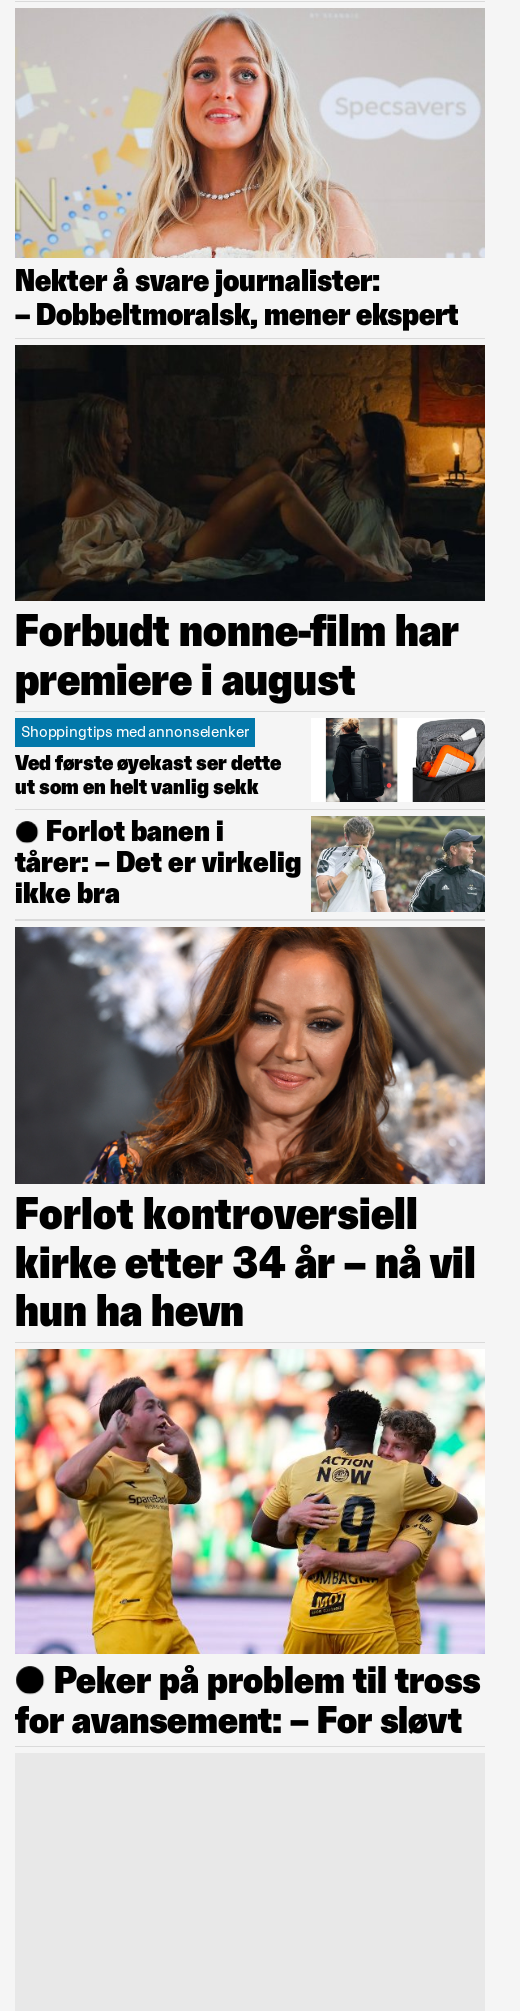 Specsavers
N
Nekter å svare journalister:
– Dobbeltmoralsk, mener ekspert
Forbudt nonne-film har
premiere i august
Shoppingtips med annonselenker
Ved første øyekast ser dette
ut som en helt vanlig sekk
Forlot banen i
tårer: – Det er virkelig
ikke bra
Forlot kontroversiell
kirke etter 34 år – nå vil
hun ha hevn
ACTION
NOW
SpareBank
29
MOT
Peker på problem til tross
for avansement: – For sløvt